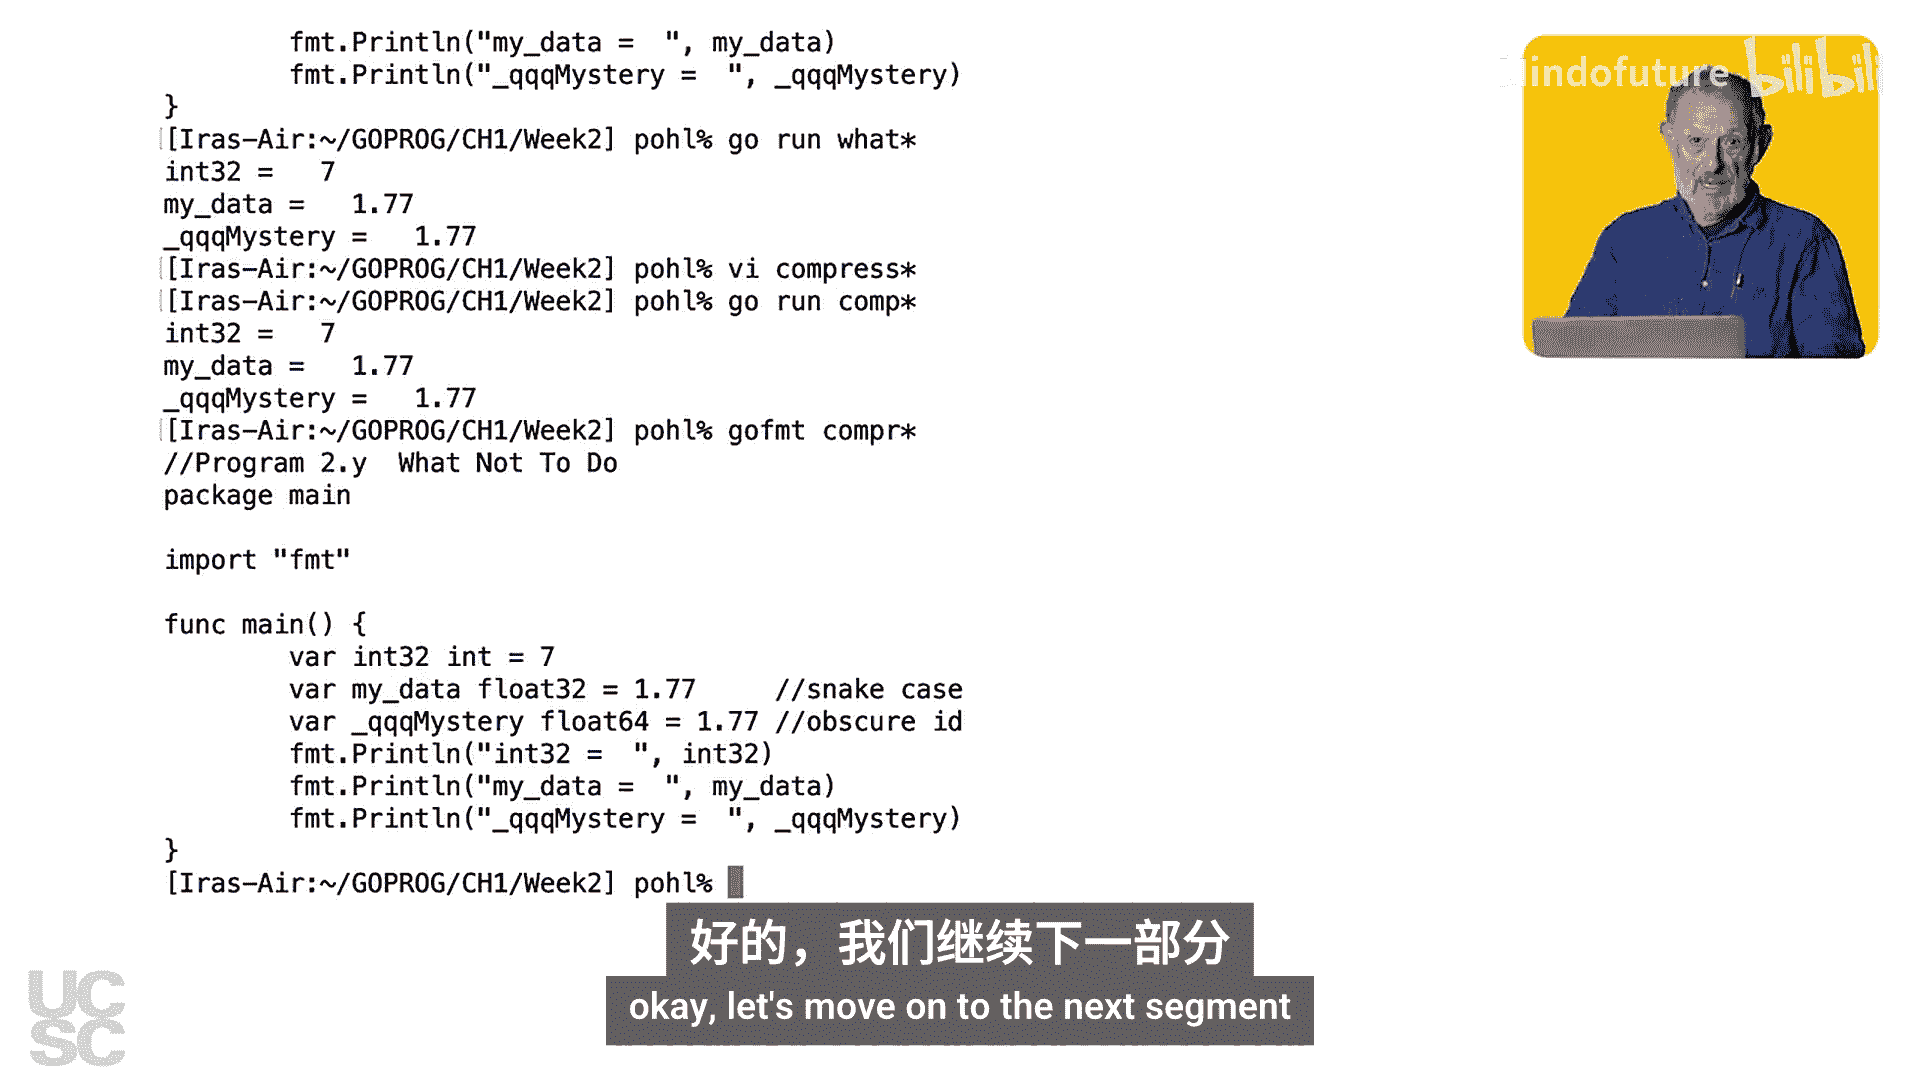 fmt.Println("my_data =  ", my_data)
fmt.Println("_qqqMystery =  ", _qqqMystery)
}
[Iras-Air:~/GOPROG/CH1/Week2] pohl% go run what*
int32 =   7
my_data =   1.77
_qqqMystery =   1.77
[Iras-Air:~/GOPROG/CH1/Week2] pohl% vi compress*
[Iras-Air:~/GOPROG/CH1/Week2] pohl% go run comp*
int32 =   7
my_data =   1.77
_qqqMystery =   1.77
[Iras-Air:~/GOPROG/CH1/Week2] pohl% gofmt compr*
//Program 2.y  What Not To Do
package main
import "fmt"
func main() {
var int32 int = 7
var my_data float32 = 1.77     //snake case
var _qqqMystery float64 = 1.77 //obscure id
fmt.Println("int32 =  ", int32)
fmt.Println("my_data =  ", my_data)
fmt.Println("_qqqMystery =  ", _qqqMystery)
}
[Iras-Air:~/GOPROG/CH1/Week2] pohl%
bilibili
好的，我们继续下一部分
okay, let's move on to the next segment
UC
SC